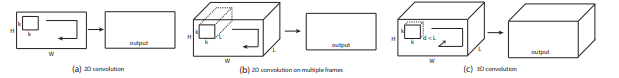 k
H
k
W
output
(a) 2D convolution
k
H
k
L
L
W
output
(b) 2D convolution on multiple frames
k
H
k
d < L
L
W
output
(c) 3D convolution